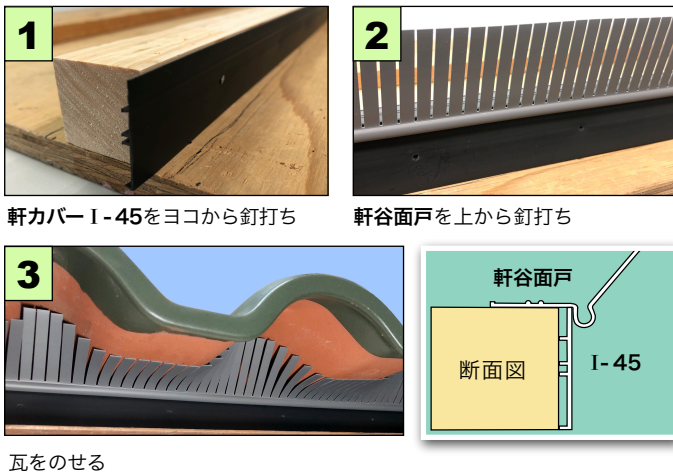 1
軒カバー I-45をヨコから釘打ち
2
軒谷面戸を上から釘打ち
3
瓦をのせる
軒谷面戸
断面図
I-45